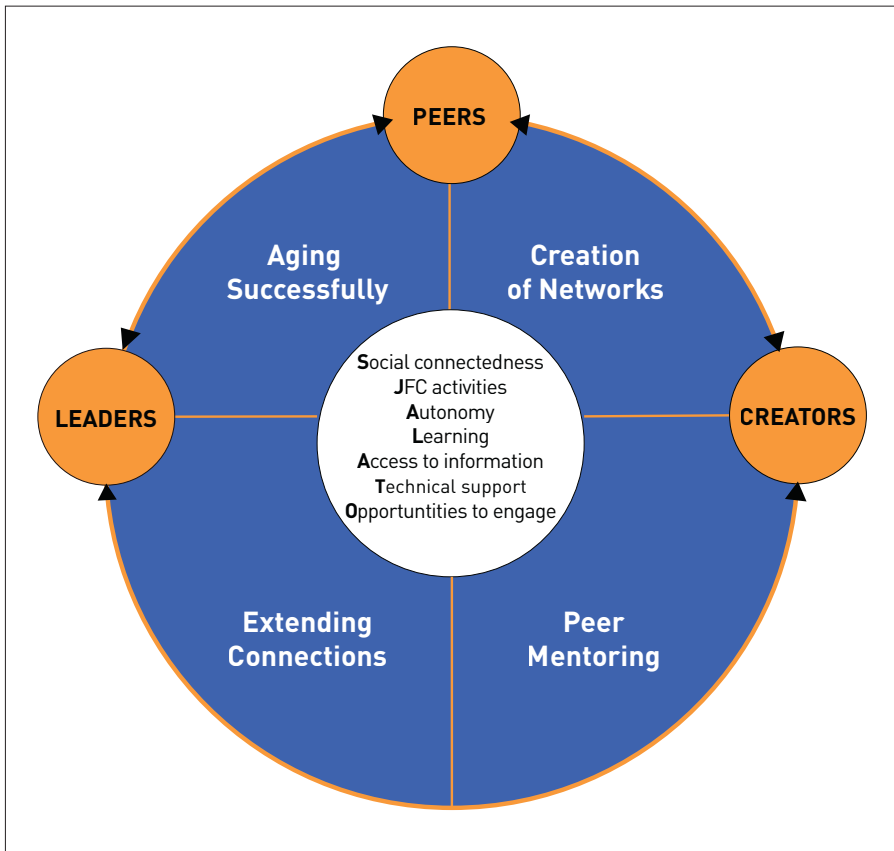 PEERS
Aging
Successfully
Creation
of Networks
LEADERS
Social connectedness
JFC activities
Autonomy
Learning
Access to information
Technical support
Opportuntities to engage
CREATORS
Extending
Connections
Peer
Mentoring